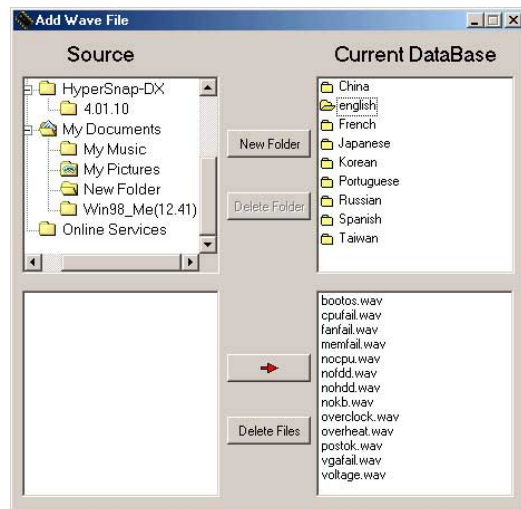 Add Wave File
Source
Current DataBase
HyperSnap-DX
4.01.10
My Documents
My Music
My Pictures
New Folder
Win98_Me(12.41)
Online Services
New Folder
Delete Folder
China
english
French
Japanese
Korean
Portuguese
Russian
Spanish
Taiwan
Delete Files
bootos.wav
cpufail.wav
fanfail.wav
memfail.wav
nocpu.wav
nofdd.wav
nohdd.wav
nokb.wav
overclock.wav
overheat.wav
postok.wav
vgafail.wav
voltage.wav